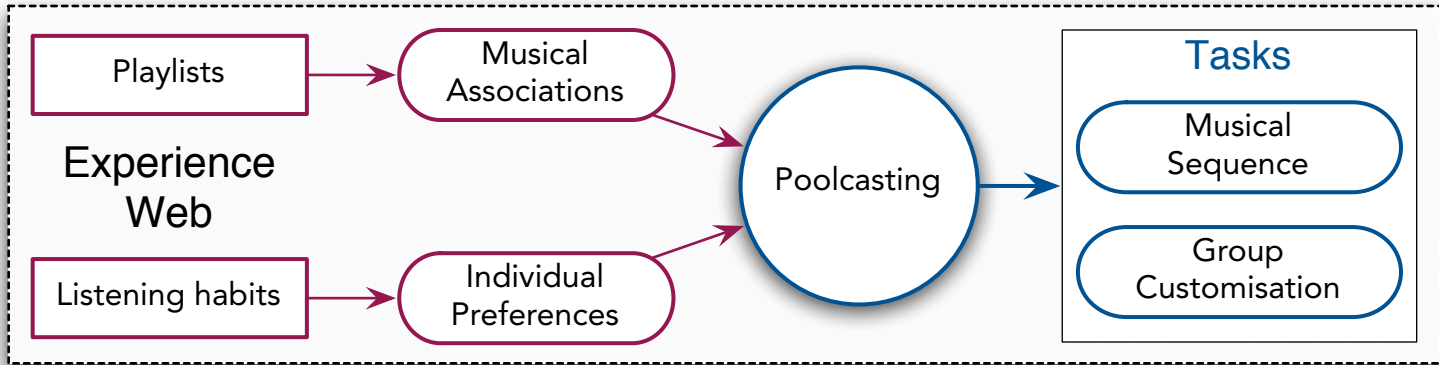 Playlists
Musical
Associations
Experience
Web
Listening habits
Individual
Preferences
Poolcasting
Tasks
Musical
Sequence
Group
Customisation